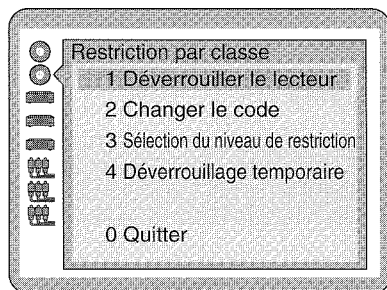 Restriction par classe
1 Déverrouiller le lecteur
2 Changer le code
3 Sélection du niveau de restriction
4 Déverrouillage temporaire
0 Quitter